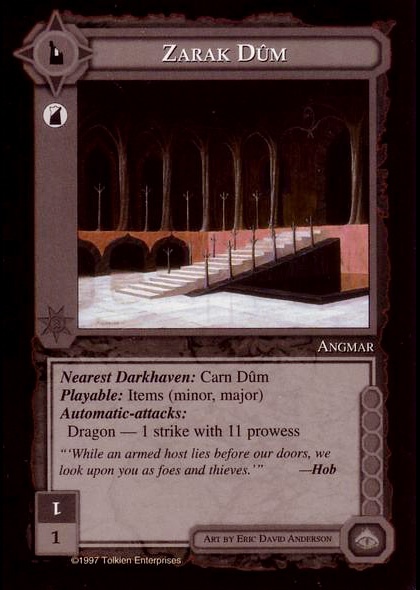 ZARAK DÛM
ANGMAR
Nearest Darkhaven: Carn Dûm
Playable: Items (minor, major)
Automatic-attacks:
Dragon — 1 strike with 11 prowess
“‘While an armed host lies before our doors, we
look upon you as foes and thieves.’” —Hob
1
1
ART BY ERIC DAVID ANDERSON
©1997 Tolkien Enterprises